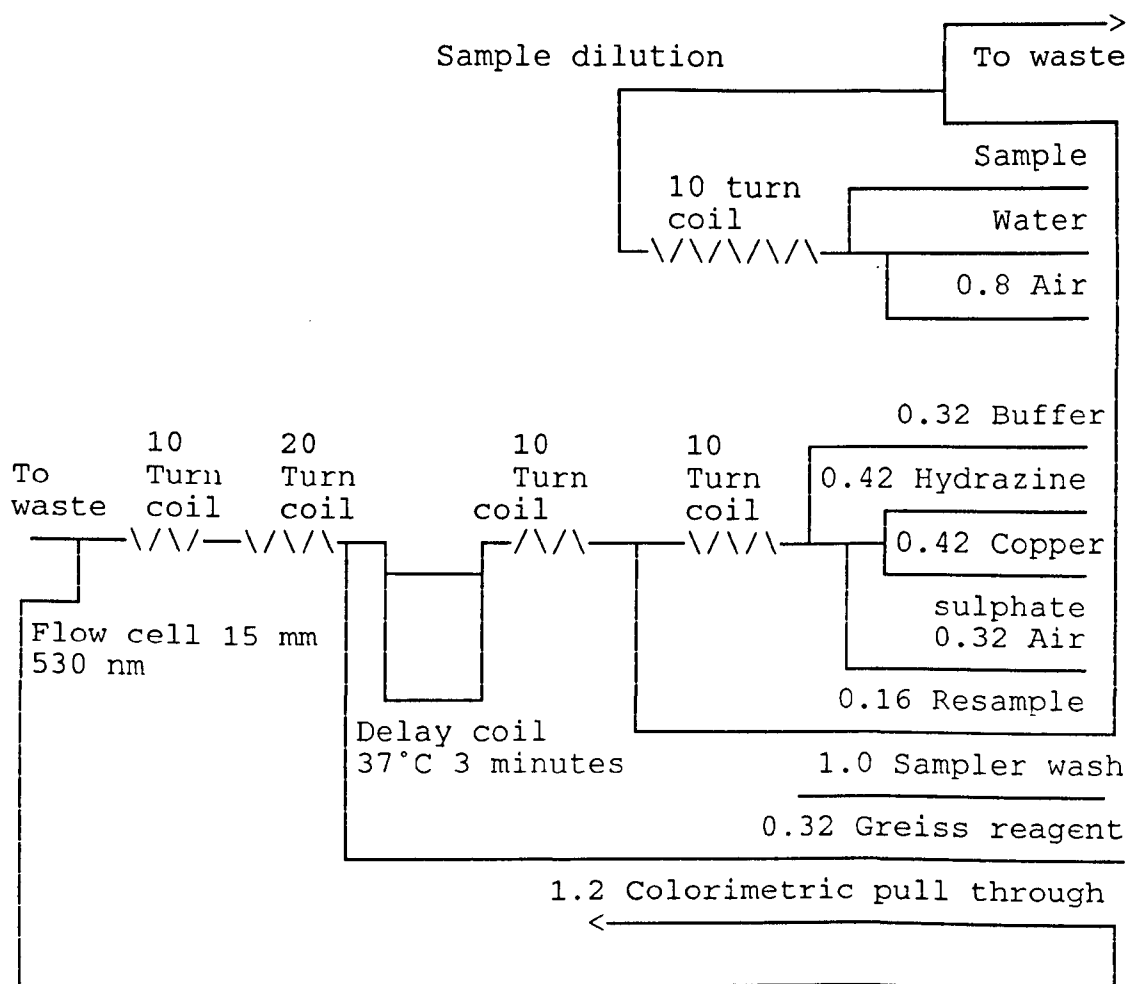 Sample dilution
To waste
Sample
10 turn
coil
Water
0.8 Air
0.32 Buffer
10
Turn
coil
20
Turn
coil
10
Turn
coil
10
Turn
coil
To
waste
0.42 Hydrazine
0.42 Copper
sulphate
0.32 Air
Flow cell 15 mm
530 nm
0.16 Resample
Delay coil
37°C 3 minutes
1.0 Sampler wash
0.32 Greiss reagent
1.2 Colorimetric pull through